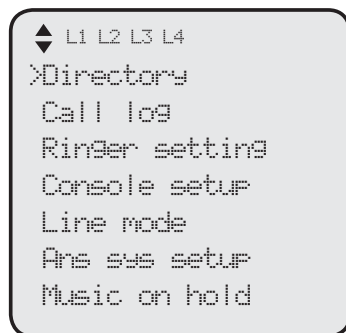 L1 L2 L3 L4
>Directory
Call log
Ringer setting
Console setup
Line mode
Ans sys setup
Music on hold